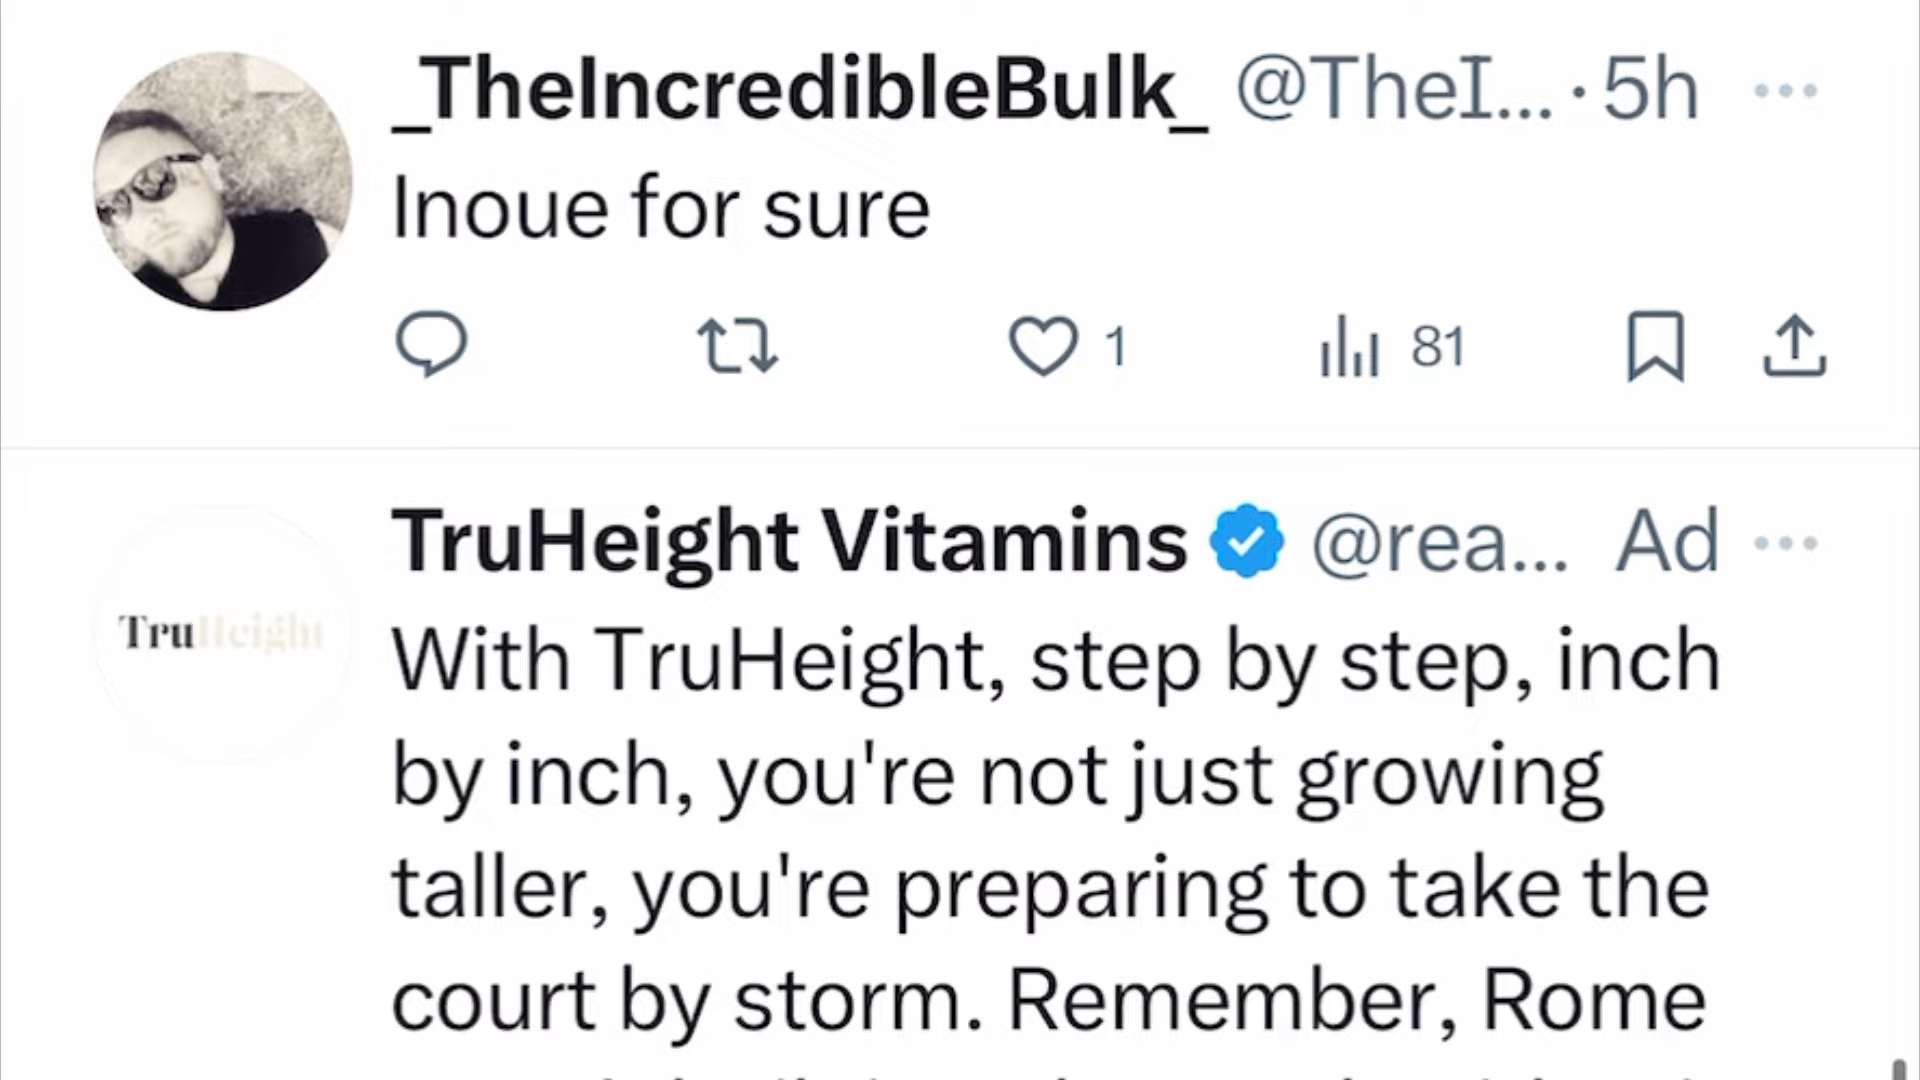 _TheIncredibleBulk_ @TheI... · 5h
Inoue for sure
1 81
TruHeight Vitamins @rea... Ad
TruHeight
With TruHeight, step by step, inch
by inch, you're not just growing
taller, you're preparing to take the
court by storm. Remember, Rome